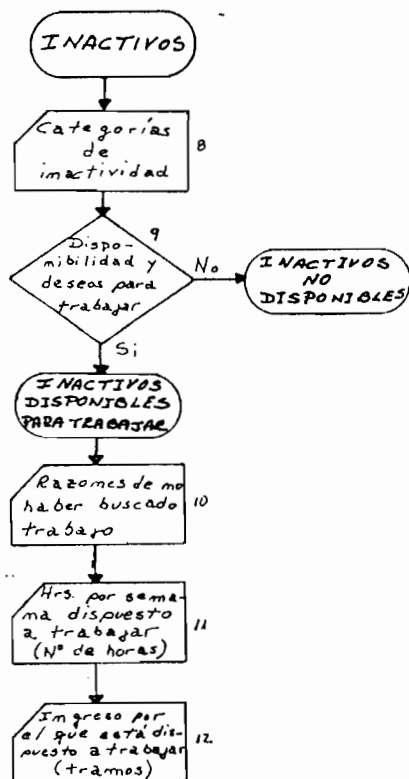 INACTIVOS
Categorías
de
inactividad
8
9
Dispo-
nibilidad y
deseos para
trabajar
No
INACTIVOS
NO
DISPONIBLES
Si
INACTIVOS
DISPONIBLES
PARA TRABAJAR
Razones de no
haber buscado
trabajo
10
Hrs. por sema-
na dispuesto
a trabajar
(N° de horas)
11
Ingreso por
el que está dis-
puesto a trabajar
(tramos)
12